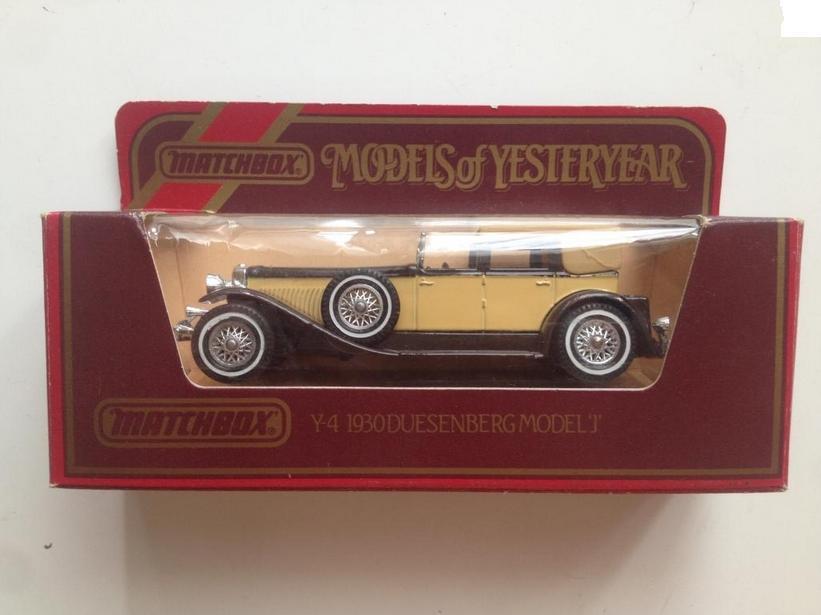 MATCHBOX® MODELS of YESTERYEAR
MATCHBOX® Y-4 1930 DUESENBERG MODEL 'J'